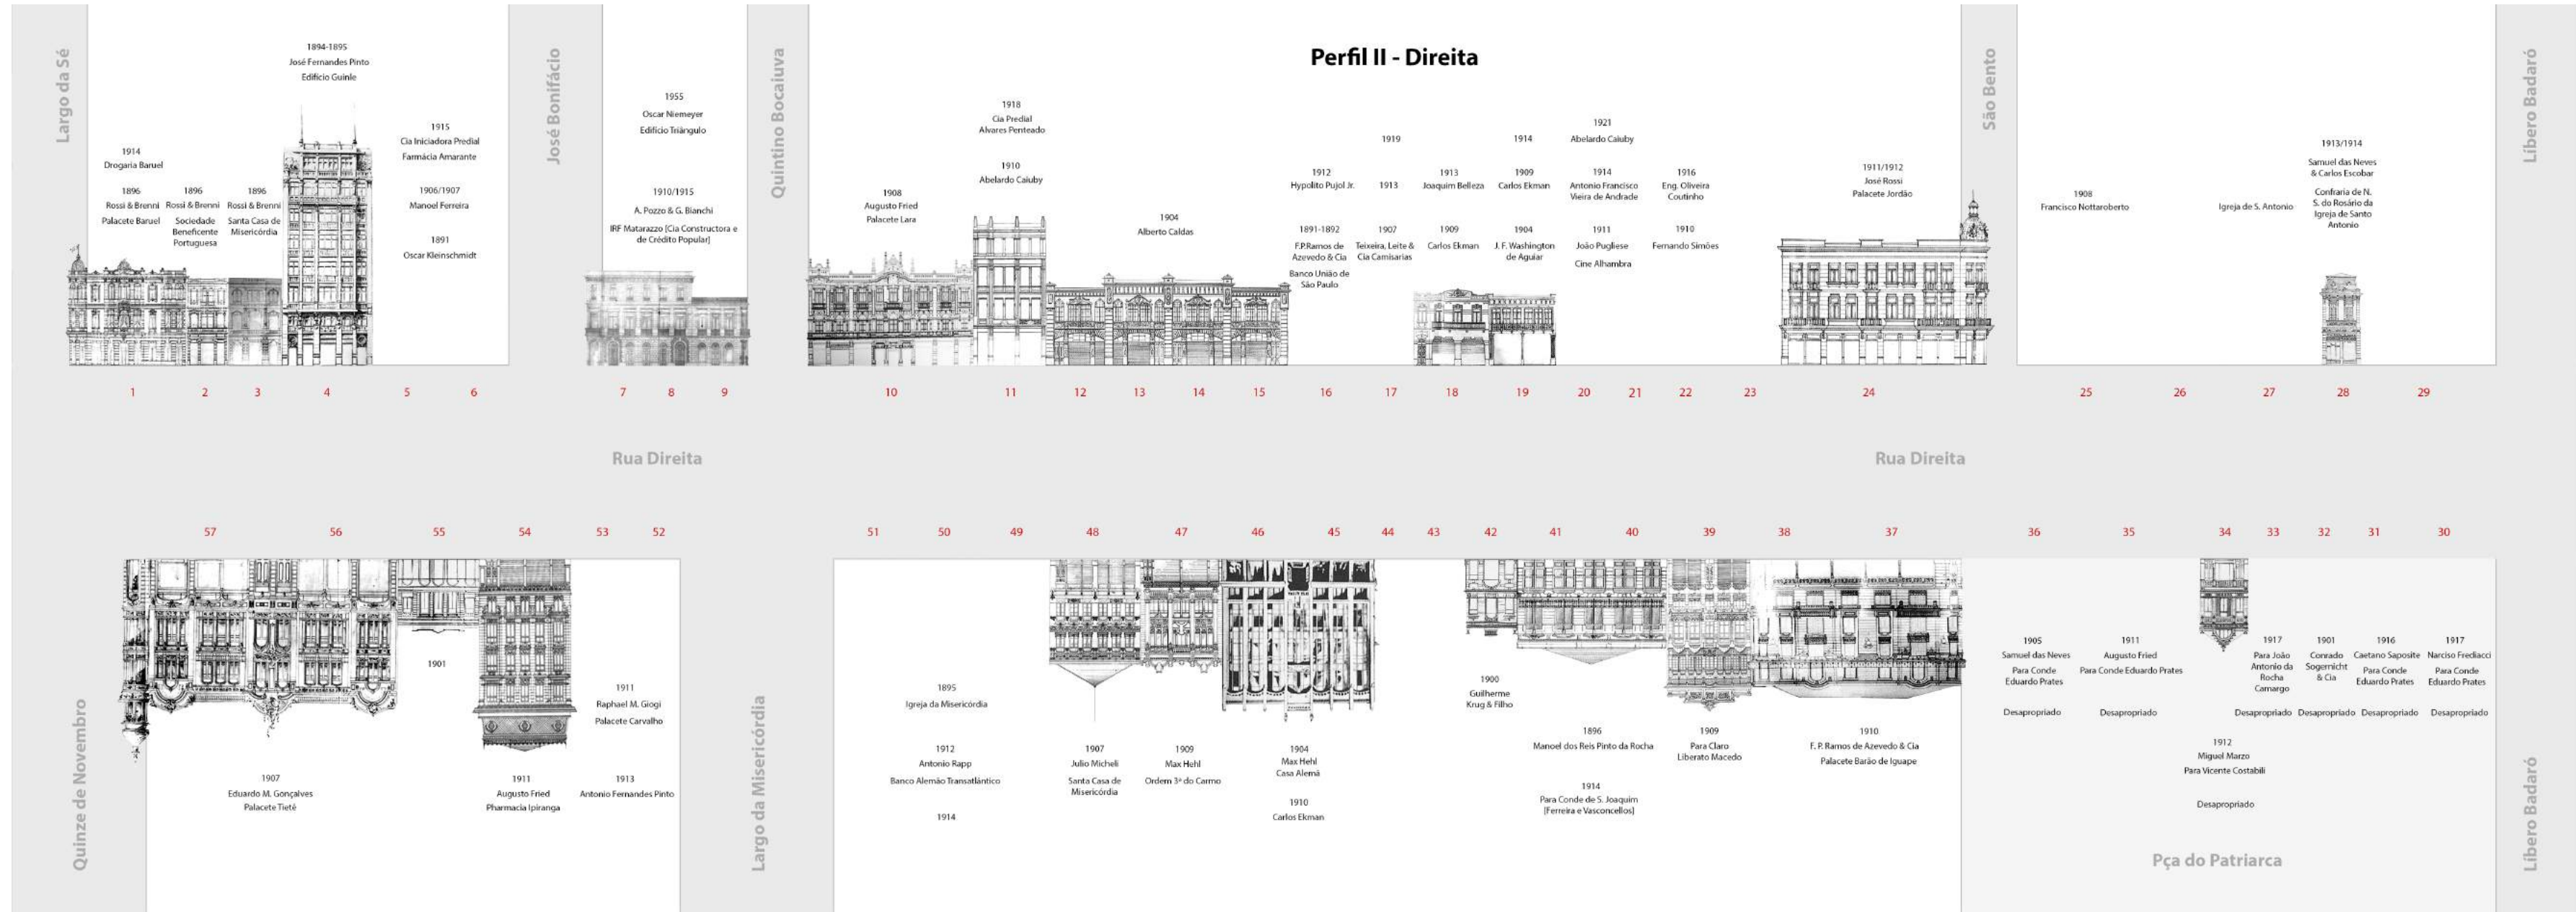 Perfil II - Direita
Largo da Sé
1914
Drogaria Baruel
1896
Rossi & Brenni
Palacete Baruel
1896
Rossi & Brenni
Sociedade
Beneficente
Portuguesa
1896
Rossi & Brenni
Santa Casa de
Misericórdia
1894-1895
José Fernandes Pinto
Edifício Guinle
1915
Cia Iniciadora Predial
Farmácia Amarante
1906/1907
Manoel Ferreira
1891
Oscar Kleinschmidt
José Bonifácio
1955
Oscar Niemeyer
Edifício Triângulo
1910/1915
A. Pozzo & G. Bianchi
IRF Matarazzo [Cia Constructora e
de Crédito Popular]
Quintino Bocaiuva
1908
Augusto Fried
Palacete Lara
1918
Cia Predial
Alvares Penteado
1910
Abelardo Caiuby
1904
Alberto Caldas
1912
Hypolito Pujol Jr.
1891-1892
F.P.Ramos de
Azevedo & Cia
Banco União de
São Paulo
1919
1913
1907
Teixeira, Leite &
Cia Camisarias
1913
Joaquim Belleza
1909
Carlos Ekman
1914
1909
Carlos Ekman
1904
J. F. Washington
de Aguiar
1921
Abelardo Caiuby
1914
Antonio Francisco
Vieira de Andrade
1911
João Pugliese
Cine Alhambra
1916
Eng. Oliveira
Coutinho
1910
Fernando Simões
1911/1912
José Rossi
Palacete Jordão
São Bento
1908
Francisco Nottaroberto
Igreja de S. Antonio
1913/1914
Samuel das Neves
& Carlos Escobar
Confraria de N.
S. do Rosário da
Igreja de Santo
Antonio
Líbero Badaró
1 2 3 4 5 6 7 8 9 10 11 12 13 14 15 16 17 18 19 20 21 22 23 24 25 26 27 28 29
Rua Direita
Rua Direita
57 56 55 54 53 52 51 50 49 48 47 46 45 44 43 42 41 40 39 38 37 36 35 34 33 32 31 30
Quinze de Novembro
1907
Eduardo M. Gonçalves
Palacete Tietê
1901
1911
Augusto Fried
Pharmacia Ipiranga
1911
Raphael M. Giogi
Palacete Carvalho
1913
Antonio Fernandes Pinto
Largo da Misericórdia
1895
Igreja da Misericórdia
1912
Antonio Rapp
Banco Alemão Transatlântico
1914
1907
Julio Micheli
Santa Casa de
Misericórdia
1909
Max Hehl
Ordem 3ª do Carmo
1904
Max Hehl
Casa Alemã
1910
Carlos Ekman
1900
Guilherme
Krug & Filho
1896
Manoel dos Reis Pinto da Rocha
1914
Para Conde de S. Joaquim
[Ferreira e Vasconcellos]
1909
Para Claro
Liberato Macedo
1910
F. P. Ramos de Azevedo & Cia
Palacete Barão de Iguape
1905
Samuel das Neves
Para Conde
Eduardo Prates
Desapropriado
1911
Augusto Fried
Para Conde Eduardo Prates
Desapropriado
1912
Miguel Marzo
Para Vicente Costabili
Desapropriado
1917
Para João
Antonio da
Rocha
Camargo
Desapropriado
1901
Conrado
Sogernicht
& Cia
Desapropriado
1916
Caetano Saposite
Para Conde
Eduardo Prates
Desapropriado
1917
Narciso Frediacci
Para Conde
Eduardo Prates
Desapropriado
Pça do Patriarca
Líbero Badaró